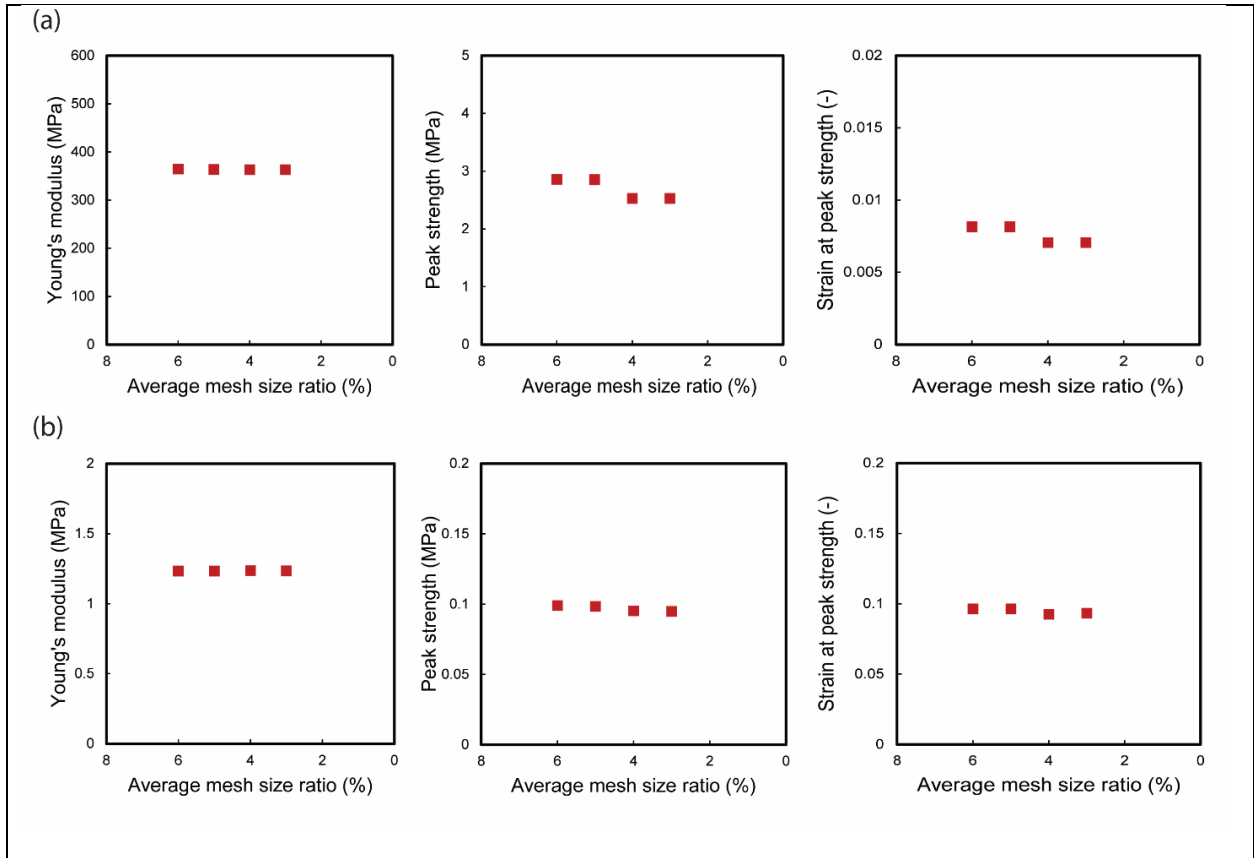 (a)
600
500
400
300
200
100
0
Young's modulus (MPa)
8 6 4 2 0
Average mesh size ratio (%)
5
4
3
2
1
0
Peak strength (MPa)
8 6 4 2 0
Average mesh size ratio (%)
0.02
0.015
0.01
0.005
0
Strain at peak strength (-)
8 6 4 2 0
Average mesh size ratio (%)
(b)
2
1.5
1
0.5
0
Young's modulus (MPa)
8 6 4 2 0
Average mesh size ratio (%)
0.2
0.15
0.1
0.05
0
Peak strength (MPa)
8 6 4 2 0
Average mesh size ratio (%)
0.2
0.15
0.1
0.05
0
Strain at peak strength (-)
8 6 4 2 0
Average mesh size ratio (%)